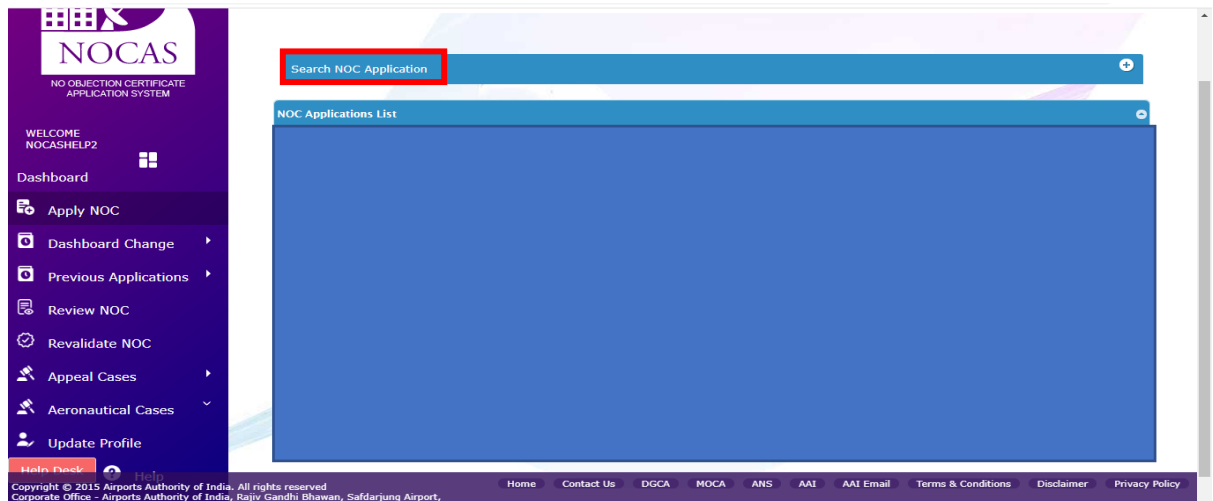 NOCAS
NO OBJECTION CERTIFICATE
APPLICATION SYSTEM
WELCOME
NOCASHELP2
Dashboard
Apply NOC
Dashboard Change
Previous Applications
Review NOC
Revalidate NOC
Appeal Cases
Aeronautical Cases
Update Profile
Help Desk
Help
Search NOC Application
NOC Applications List
Copyright © 2015 Airports Authority of India. All rights reserved
Corporate Office - Airports Authority of India, Rajiv Gandhi Bhawan, Safdarjung Airport,
Home Contact Us DGCA MOCA ANS AAI AAI Email Terms & Conditions Disclaimer Privacy Policy